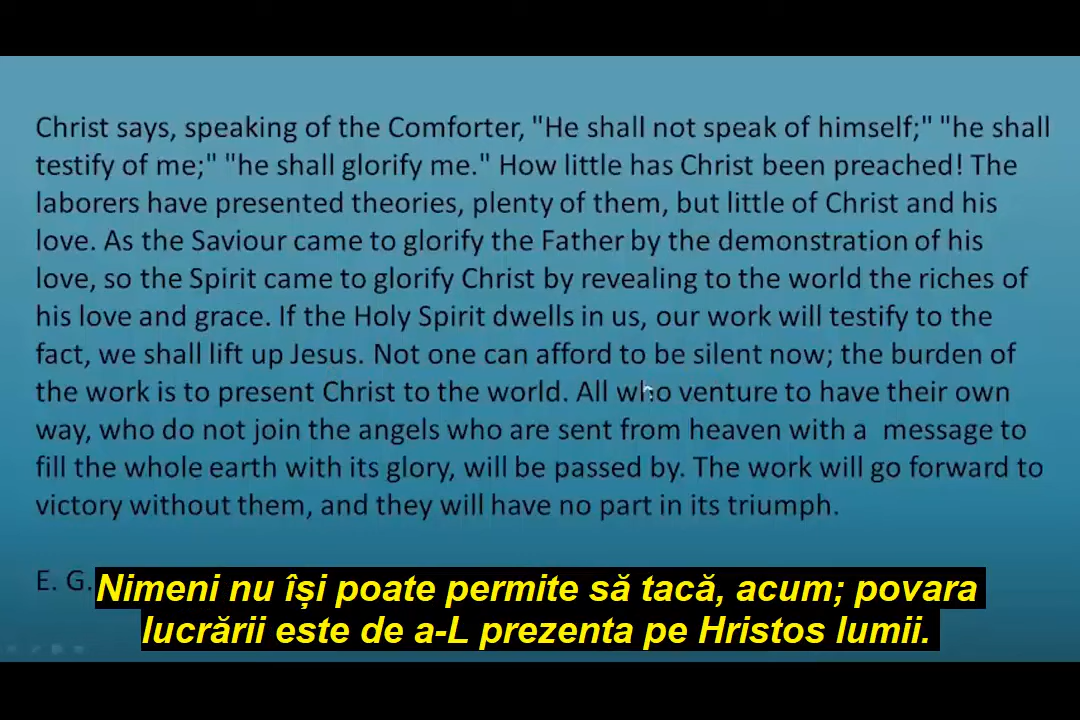 Christ says, speaking of the Comforter, "He shall not speak of himself;" "he shall
testify of me;" "he shall glorify me." How little has Christ been preached! The
laborers have presented theories, plenty of them, but little of Christ and his
love. As the Saviour came to glorify the Father by the demonstration of his
love, so the Spirit came to glorify Christ by revealing to the world the riches of
his love and grace. If the Holy Spirit dwells in us, our work will testify to the
fact, we shall lift up Jesus. Not one can afford to be silent now; the burden of
the work is to present Christ to the world. All who venture to have their own
way, who do not join the angels who are sent from heaven with a  message to
fill the whole earth with its glory, will be passed by. The work will go forward to
victory without them, and they will have no part in its triumph.
E. G.
Nimeni nu își poate permite să tacă, acum; povara
lucrării este de a-L prezenta pe Hristos lumii.